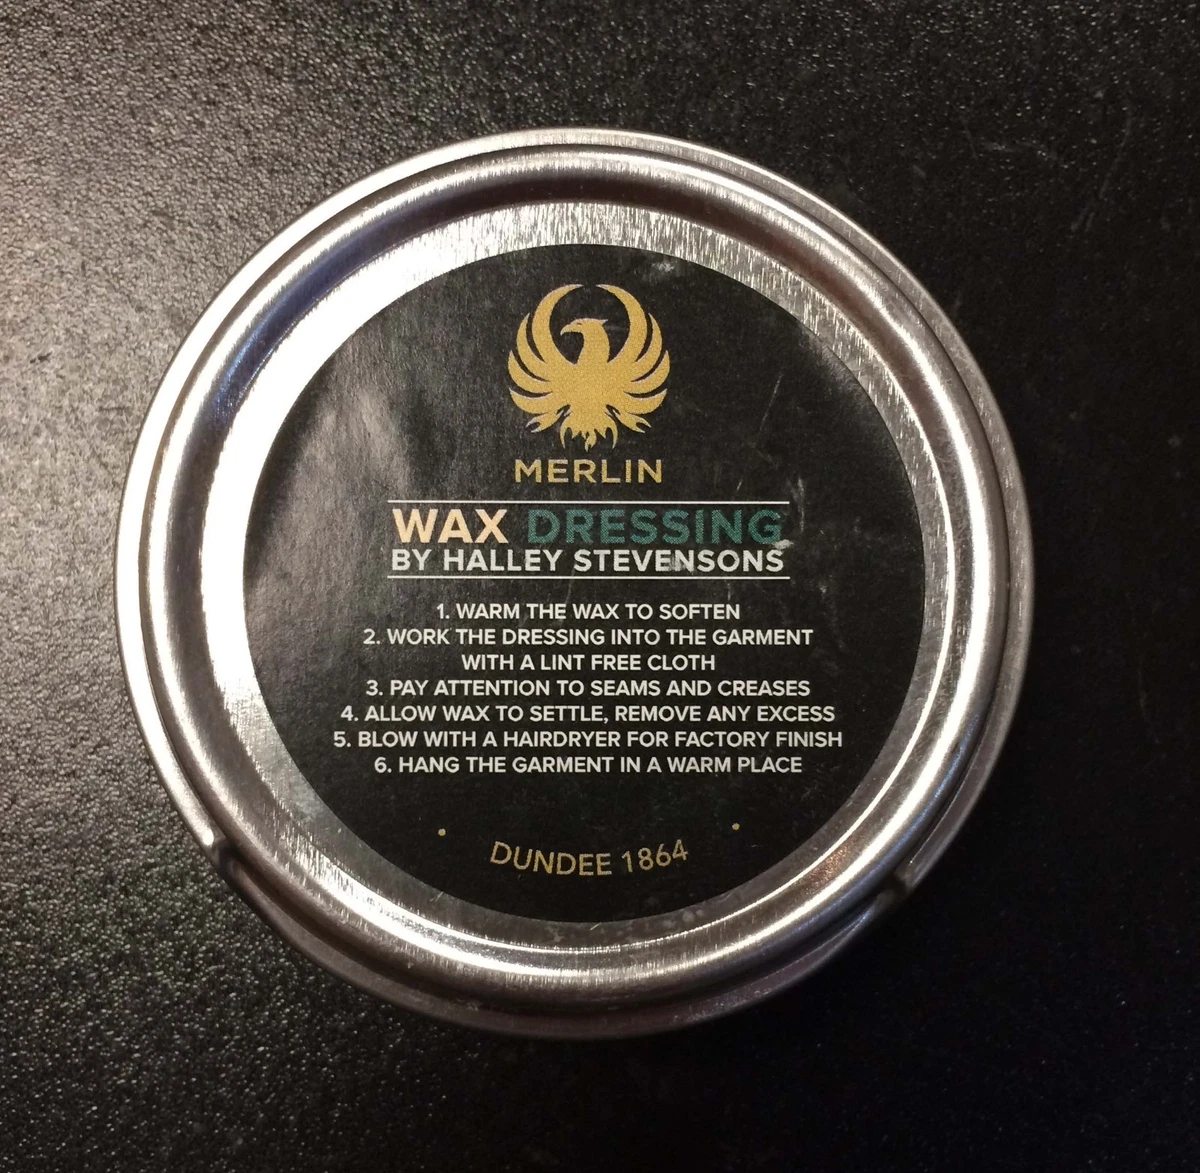 MERLIN
WAX DRESSING
BY HALLEY STEVENSONS
1. WARM THE WAX TO SOFTEN
2. WORK THE DRESSING INTO THE GARMENT
WITH A LINT FREE CLOTH
3. PAY ATTENTION TO SEAMS AND CREASES
4. ALLOW WAX TO SETTLE, REMOVE ANY EXCESS
5. BLOW WITH A HAIRDRYER FOR FACTORY FINISH
6. HANG THE GARMENT IN A WARM PLACE
• DUNDEE 1864 •